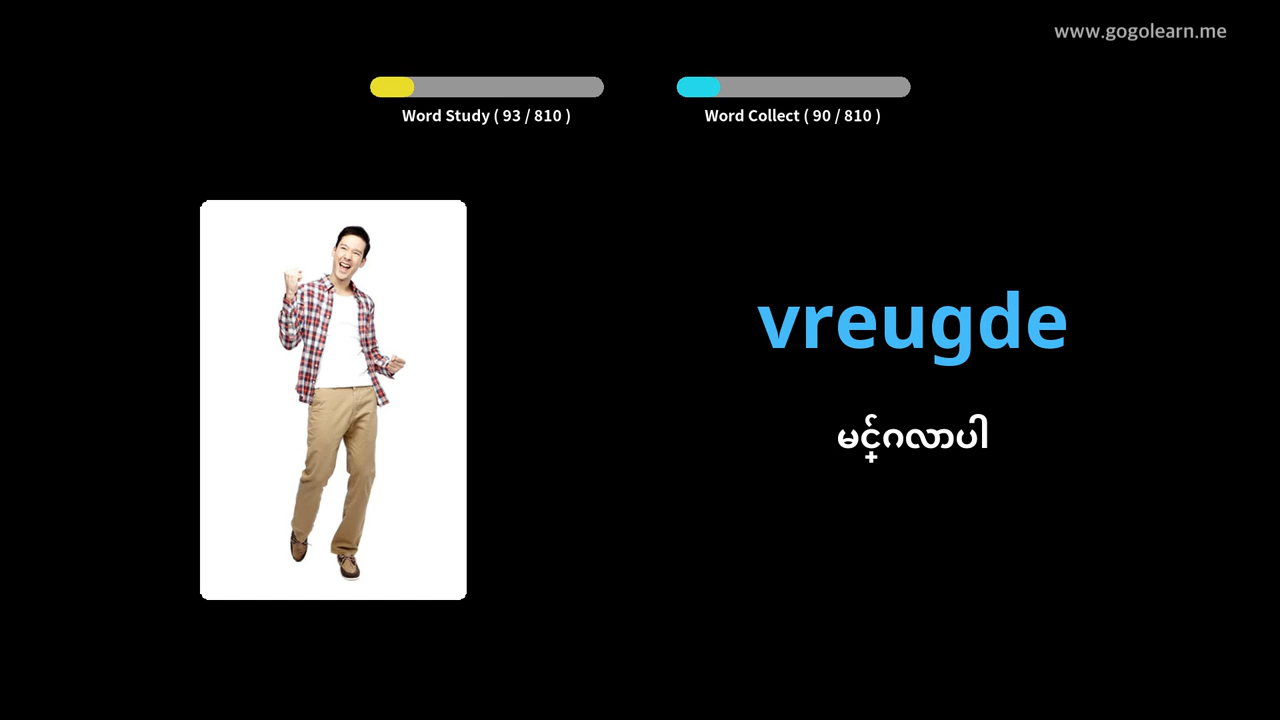 www.gogolearn.me
Word Study ( 93 / 810 )
Word Collect ( 90 / 810 )
vreugde
မင်္ဂလာပါ